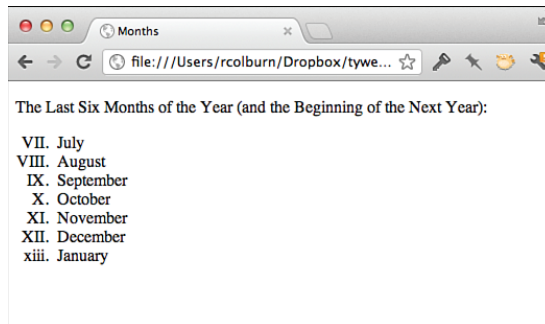 Months
file:///Users/rcolburn/Dropbox/tywe...
The Last Six Months of the Year (and the Beginning of the Next Year):
VII. July
VIII. August
IX. September
X. October
XI. November
XII. December
xiii. January